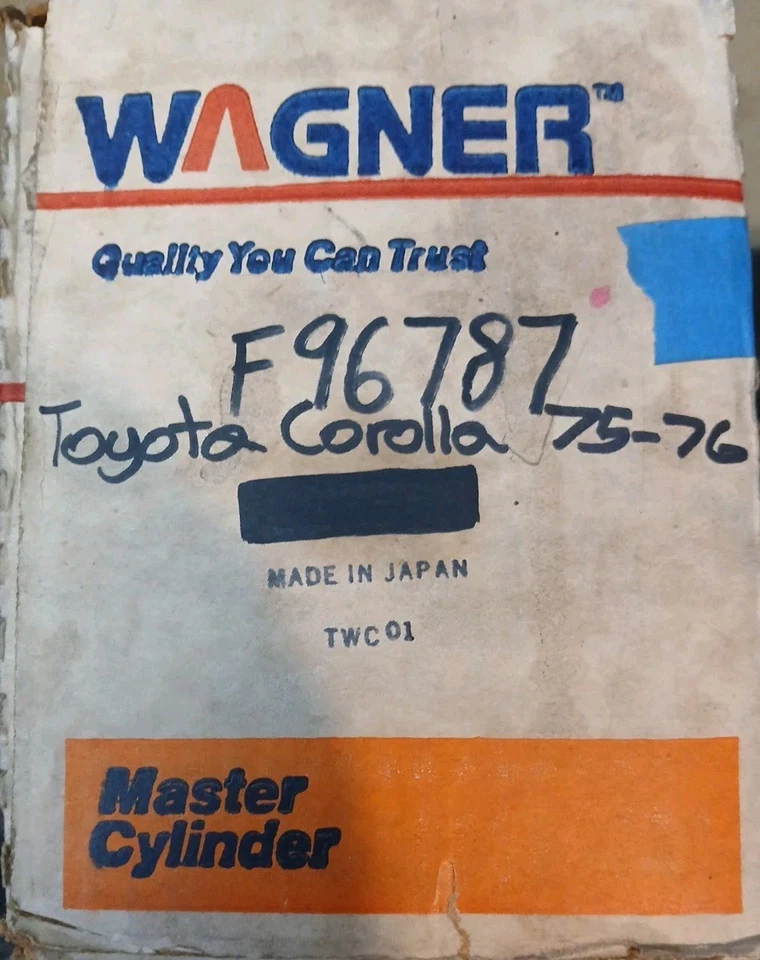 WAGNER™
Quality You Can Trust
F96787
Toyota Corolla 75-76
MADE IN JAPAN
TWC01
Master
Cylinder